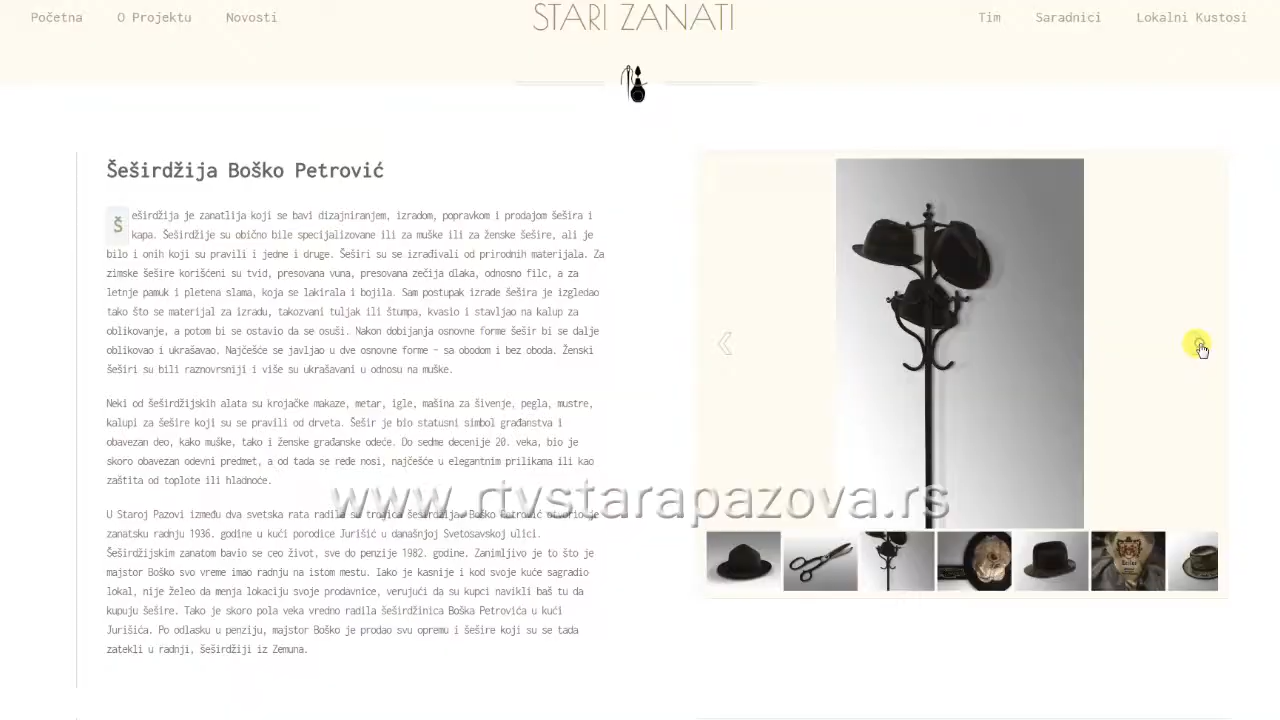 Početna O Projektu Novosti
STARI ZANATI
Tim Saradnici Lokalni Kustosi
Šeširdžija Boško Petrović
Šeširdžija je zanatlija koji se bavi dizajniranjem, izradom, popravkom i prodajom šešira i
kapa. Šeširdžije su obično bile specijalizovane ili za muške ili za ženske šešire, ali je
bilo i onih koji su pravili i jedne i druge. Šeširi su se izrađivali od prirodnih materijala. Za
zimske šešire korišćeni su tvid, presovana vuna, presovana zečija dlaka, odnosno filc, a za
letnje pamuk i pletena slama, koja se lakirala i bojila. Sam postupak izrade šešira je izgledao
tako što se materijal za izradu, takozvani tuljak ili štumpa, kvasio i stavljao na kalup za
oblikovanje, a potom bi se ostavio da se osuši. Nakon dobijanja osnovne forme šešir bi se dalje
oblikovao i ukrašavao. Najčešće se javljao u dve osnovne forme – sa obodom i bez oboda. Ženski
šeširi su bili raznovrsniji i više su ukrašavani u odnosu na muške.
Neki od šeširdžijskih alata su krojačke makaze, metar, igle, mašina za šivenje, pegla, mustre,
kalupi za šešire koji su se pravili od drveta. Šešir je bio statusni simbol građanstva i
obavezan deo, kako muške, tako i ženske građanske odeće. Do sedme decenije 20. veka, bio je
skoro obavezan odevni predmet, a od tada se ređe nosi, najčešće u elegantnim prilikama ili kao
zaštita od toplote ili hladnoće.
www.rtvstarapazova.rs
U Staroj Pazovi između dva svetska rata radila su trojica šeširdžija. Boško Petrović otvorio je
zanatsku radnju 1936. godine u kući porodice Jurišić u današnjoj Svetosavskoj ulici.
Šeširdžijskim zanatom bavio se ceo život, sve do penzije 1982. godine. Zanimljivo je to što je
majstor Boško svo vreme imao radnju na istom mestu. Iako je kasnije i kod svoje kuće sagradio
lokal, nije želeo da menja lokaciju svoje prodavnice, verujući da su kupci navikli baš tu da
kupuju šešire. Tako je skoro pola veka vredno radila šeširdžinica Boška Petrovića u kući
Jurišića. Po odlasku u penziju, majstor Boško je prodao svu opremu i šešire koji su se tada
zatekli u radnji, šeširdžiji iz Zemuna.